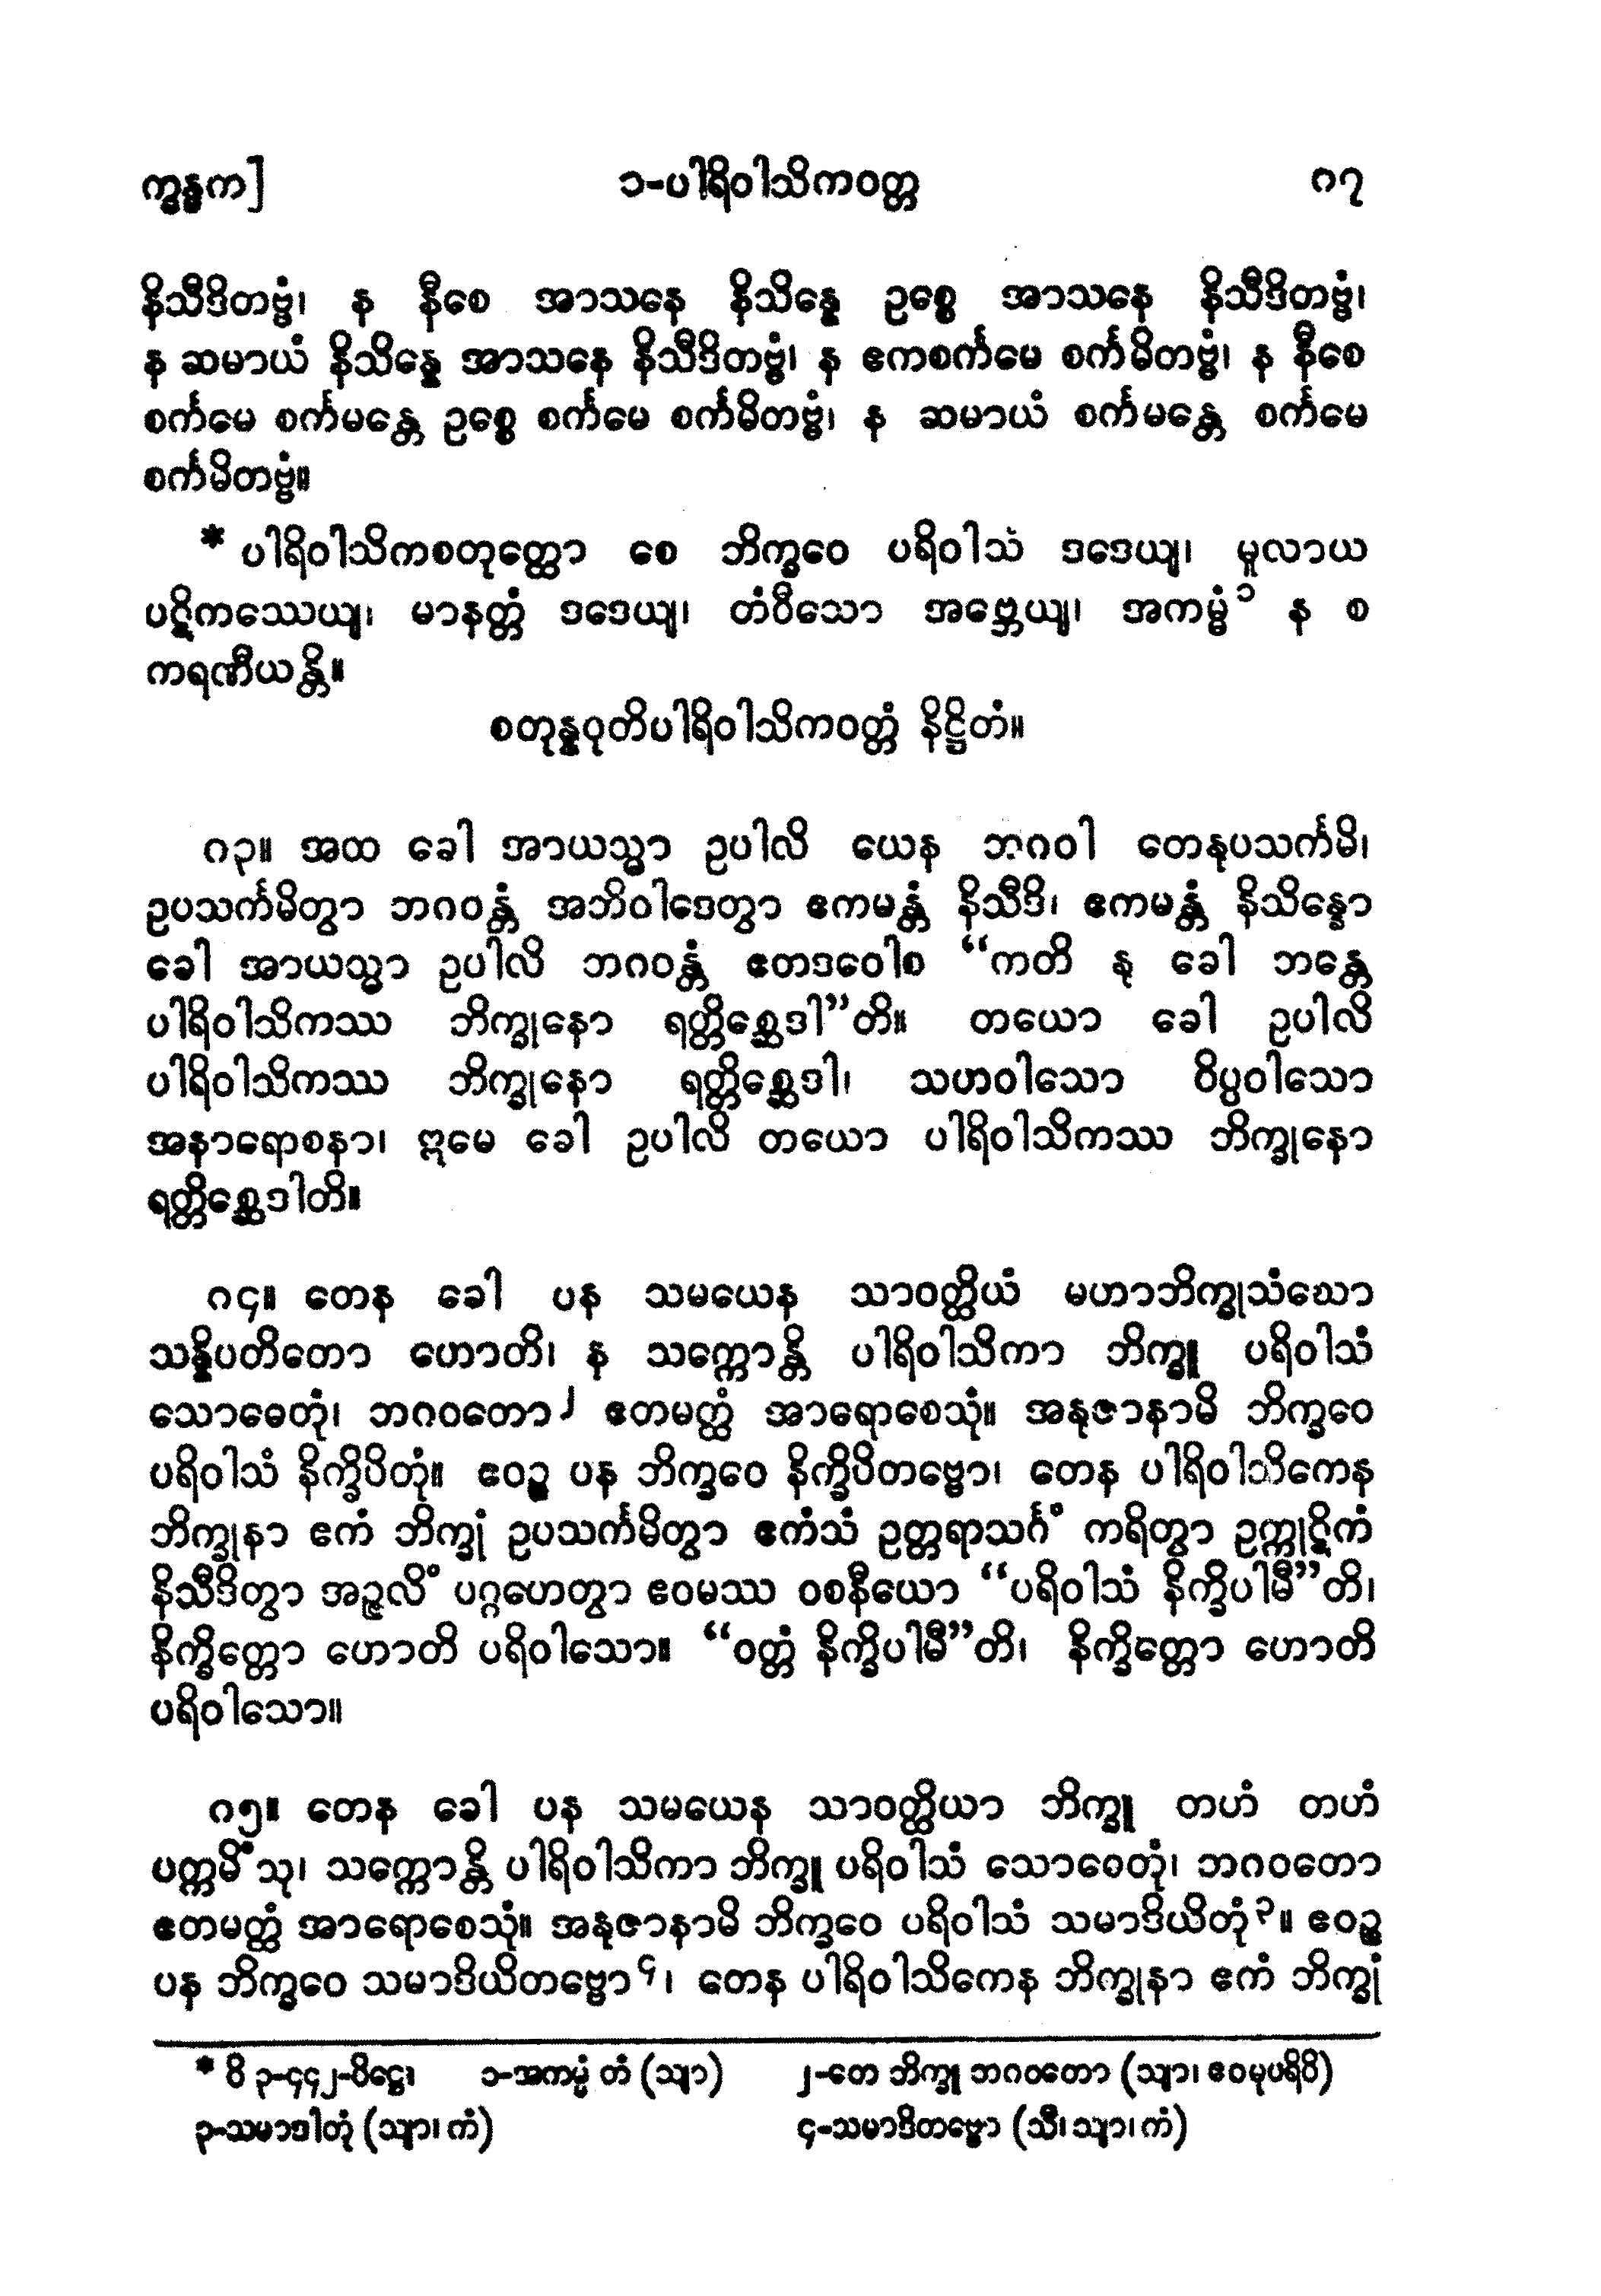 က္ခန္ဓက] ၁-ပါရိဝါသိကဝတ္တ ၈၇
နိသီဒိတဗ္ဗံ၊ န နီစေ အာသနေ နိသိန္နေ ဥစ္စေ အာသနေ နိသီဒိတဗ္ဗံ၊
န ဆမာယံ နိသိန္နေ အာသနေ နိသီဒိတဗ္ဗံ၊ န ဧကစင်္ကမေ စင်္ကမိတဗ္ဗံ၊ န နီစေ
စင်္ကမေ စင်္ကမန္တေ ဥစ္စေ စင်္ကမေ စင်္ကမိတဗ္ဗံ၊ န ဆမာယံ စင်္ကမန္တေ စင်္ကမေ
စင်္ကမိတဗ္ဗံ။
* ပါရိဝါသိကစတုတ္ထော စေ ဘိက္ခဝေ ပရိဝါသံ ဒဒေယျ၊ မူလာယ
ပဋိကဿေယျ၊ မာနတ္တံ ဒဒေယျ၊ တံဝီသော အဗ္ဘေယျ၊ အကမ္မံ၁ န စ
ကရဏီယန္တိ။
စတုန္နဝုတိပါရိဝါသိကဝတ္တံ နိဋ္ဌိတံ။
၈၃။ အထ ခေါ အာယသ္မာ ဥပါလိ ယေန ဘဂဝါ တေနုပသင်္ကမိ၊
ဥပသင်္ကမိတွာ ဘဂဝန္တံ အဘိဝါဒေတွာ ဧကမန္တံ နိသီဒိ၊ ဧကမန္တံ နိသိန္နော
ခေါ အာယသ္မာ ဥပါလိ ဘဂဝန္တံ ဧတဒဝေါစ “ကတိ နု ခေါ ဘန္တေ
ပါရိဝါသိကဿ ဘိက္ခုနော ရတ္တိစ္ဆေဒါ”တိ။ တယော ခေါ ဥပါလိ
ပါရိဝါသိကဿ ဘိက္ခုနော ရတ္တိစ္ဆေဒါ၊ သဟဝါသော ဝိပ္ပဝါသော
အနာရောစနာ၊ ဣမေ ခေါ ဥပါလိ တယော ပါရိဝါသိကဿ ဘိက္ခုနော
ရတ္တိစ္ဆေဒါတိ။
၈၄။ တေန ခေါ ပန သမယေန သာဝတ္ထိယံ မဟာဘိက္ခုသံဃော
သန္နိပတိတော ဟောတိ၊ န သက္ကောန္တိ ပါရိဝါသိကာ ဘိက္ခူ ပရိဝါသံ
သောဓေတုံ၊ ဘဂဝတော၂ ဧတမတ္ထံ အာရောစေသုံ။ အနုဇာနာမိ ဘိက္ခဝေ
ပရိဝါသံ နိက္ခိပိတုံ။ ဧဝဉ္စ ပန ဘိက္ခဝေ နိက္ခိပိတဗ္ဗော၊ တေန ပါရိဝါသိကေန
ဘိက္ခုနာ ဧကံ ဘိက္ခုံ ဥပသင်္ကမိတွာ ဧကံသံ ဥတ္တရာသင်္ဂံ ကရိတွာ ဥက္ကုဋိကံ
နိသီဒိတွာ အဉ္ဇလိံ ပဂ္ဂဟေတွာ ဧဝမဿ ဝစနီယော “ပရိဝါသံ နိက္ခိပါမီ”တိ၊
နိက္ခိတ္တော ဟောတိ ပရိဝါသော။ “ဝတ္တံ နိက္ခိပါမီ”တိ၊ နိက္ခိတ္တော ဟောတိ
ပရိဝါသော။
၈၅။ တေန ခေါ ပန သမယေန သာဝတ္ထိယာ ဘိက္ခူ တဟံ တဟံ
ပက္ကမိံသု၊ သက္ကောန္တိ ပါရိဝါသိကာ ဘိက္ခူ ပရိဝါသံ သောဓေတုံ၊ ဘဂဝတော
ဧတမတ္ထံ အာရောစေသုံ။ အနုဇာနာမိ ဘိက္ခဝေ ပရိဝါသံ သမာဒိယိတုံ၃။ ဧဝဉ္စ
ပန ဘိက္ခဝေ သမာဒိယိတဗ္ဗော၄၊ တေန ပါရိဝါသိကေန ဘိက္ခုနာ ဧကံ ဘိက္ခုံ
* ဝိ ၃-၄၄၂-ပိဋ္ဌေ၊ ၁-အကမ္မံ တံ (သျာ) ၂-တေ ဘိက္ခူ ဘဂဝတော (သျာ၊ ဧဝမုပရိပိ)
၃-သမာဒါတုံ (သျာ၊ ကံ) ၄-သမာဒိတဗ္ဗော (သီ၊ သျာ၊ ကံ)